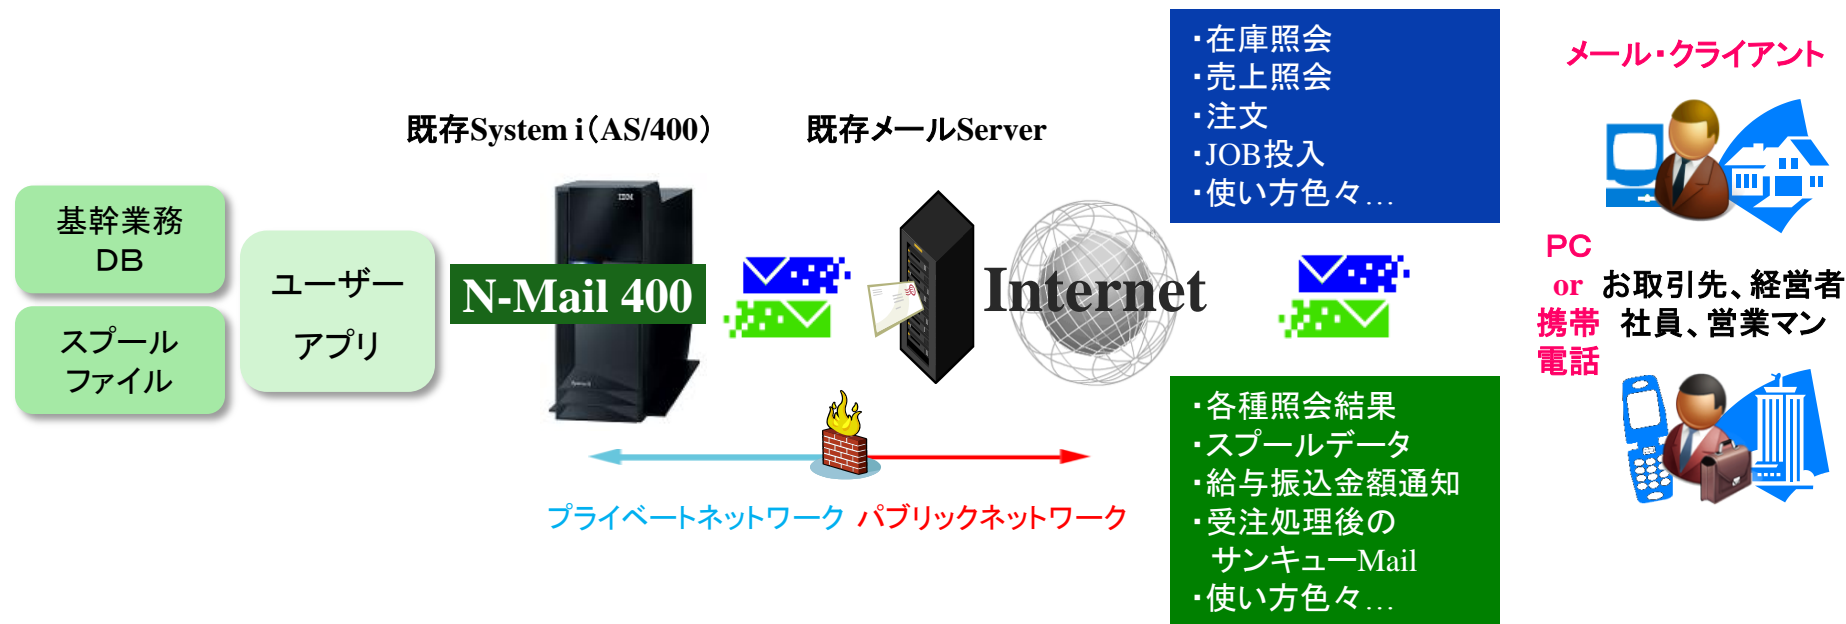 基幹業務
DB
スプール
ファイル
ユーザー
アプリ
既存System i（AS/400）
IBM
N-Mail 400
既存メールServer
Internet
プライベートネットワーク
パブリックネットワーク
・在庫照会
・売上照会
・注文
・JOB投入
・使い方色々…
・各種照会結果
・スプールデータ
・給与振込金額通知
・受注処理後の
サンキューMail
・使い方色々…
メール・クライアント
PC
or
携帯
電話
お取引先、経営者
社員、営業マン